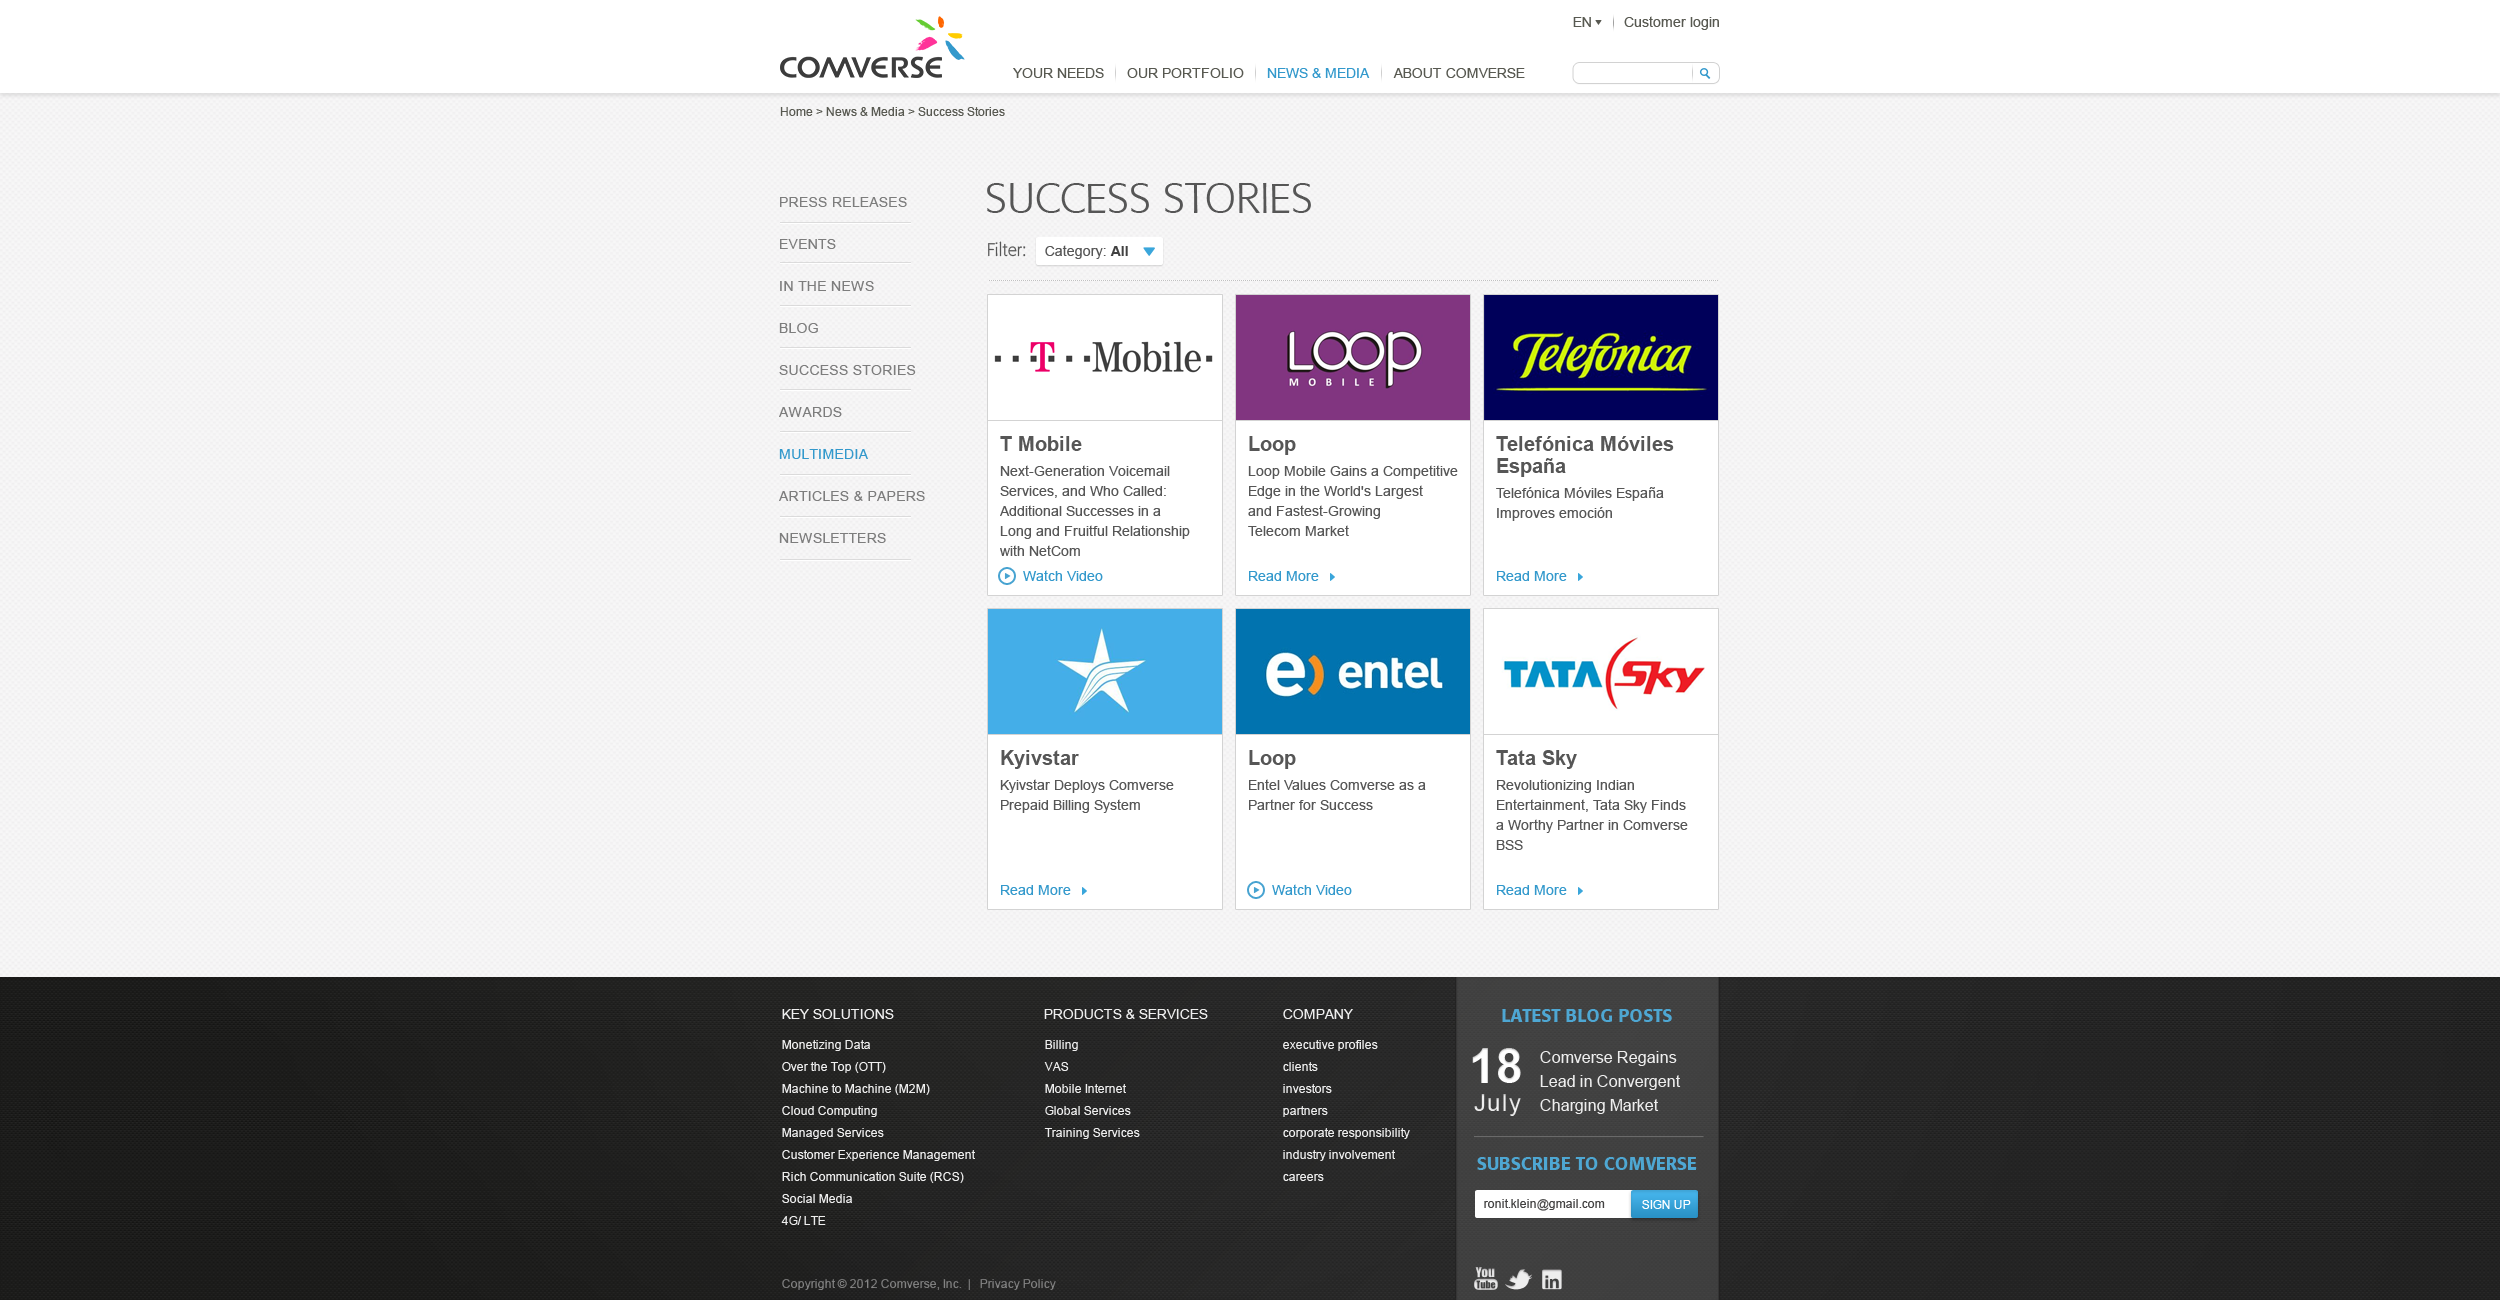 COMVERSE
EN
Customer login
YOUR NEEDS
OUR PORTFOLIO
NEWS & MEDIA
ABOUT COMVERSE
Home > News & Media > Success Stories
PRESS RELEASES
EVENTS
IN THE NEWS
BLOG
SUCCESS STORIES
AWARDS
MULTIMEDIA
ARTICLES & PAPERS
NEWSLETTERS
SUCCESS STORIES
Filter:
Category: All
T Mobile
T Mobile
Next-Generation Voicemail
Services, and Who Called:
Additional Successes in a
Long and Fruitful Relationship
with NetCom
Watch Video
LOOP
MOBILE
Loop
Loop Mobile Gains a Competitive
Edge in the World's Largest
and Fastest-Growing
Telecom Market
Read More
Telefónica
Telefónica Móviles
España
Telefónica Móviles España
Improves emoción
Read More
Kyivstar
Kyivstar Deploys Comverse
Prepaid Billing System
Read More
e) entel
Loop
Entel Values Comverse as a
Partner for Success
Watch Video
TATA Sky
Tata Sky
Revolutionizing Indian
Entertainment, Tata Sky Finds
a Worthy Partner in Comverse
BSS
Read More
KEY SOLUTIONS
Monetizing Data
Over the Top (OTT)
Machine to Machine (M2M)
Cloud Computing
Managed Services
Customer Experience Management
Rich Communication Suite (RCS)
Social Media
4G/ LTE
PRODUCTS & SERVICES
Billing
VAS
Mobile Internet
Global Services
Training Services
COMPANY
executive profiles
clients
investors
partners
corporate responsibility
industry involvement
careers
LATEST BLOG POSTS
18
July
Comverse Regains
Lead in Convergent
Charging Market
SUBSCRIBE TO COMVERSE
ronit.klein@gmail.com
SIGN UP
You
Tube
in
Copyright © 2012 Comverse, Inc. | Privacy Policy